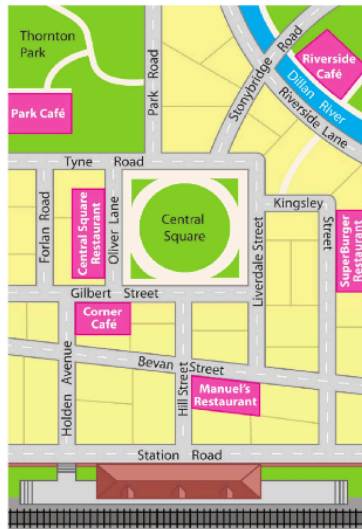 Thornton
Park
Park Road
Stonybridge Road
Riverside
Café
Dillan River
Riverside Lane
Park Café
Tyne Road
Forlan Road
Central Square
Restaurant
Oliver Lane
Central
Square
Liverdale Street
Kingsley
Street
SuperBurger
Restaurant
Gilbert Street
Corner
Café
Holden Avenue
Bevan Street
Hill Street
Manuel's
Restaurant
Station Road